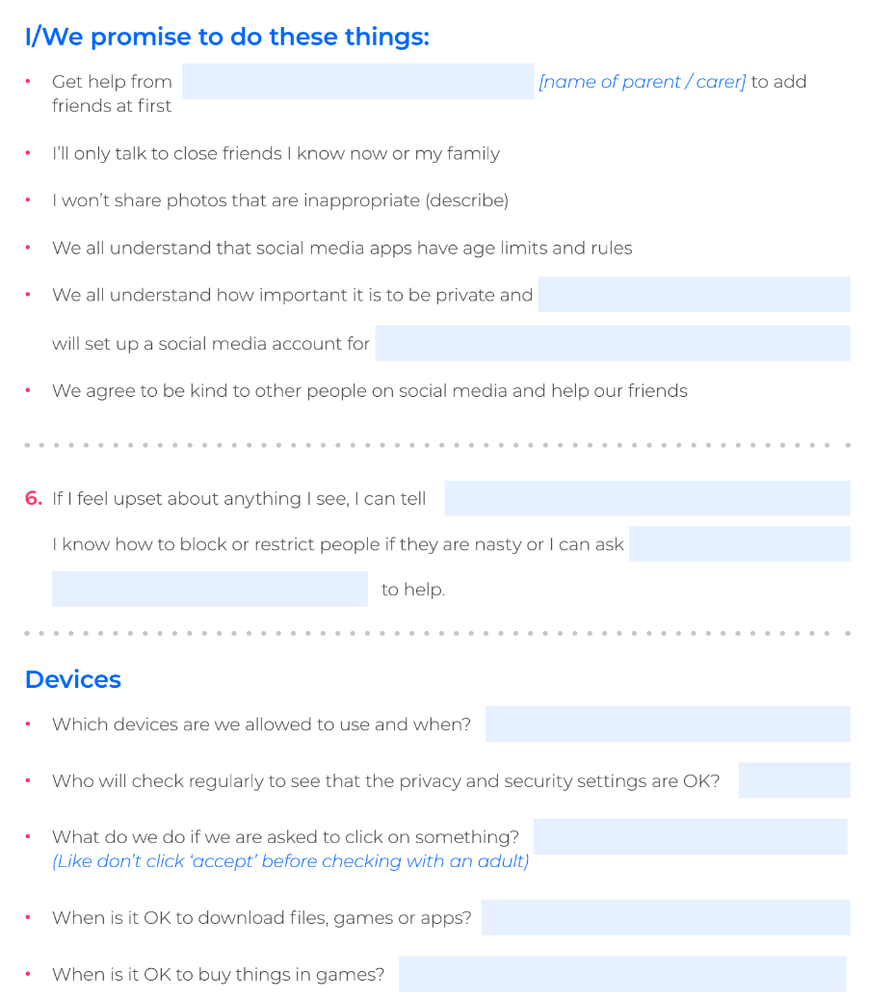 I/We promise to do these things:
• Get help from [name of parent / carer] to add
friends at first
• I’ll only talk to close friends I know now or my family
• I won’t share photos that are inappropriate (describe)
• We all understand that social media apps have age limits and rules
• We all understand how important it is to be private and
will set up a social media account for
• We agree to be kind to other people on social media and help our friends
6. If I feel upset about anything I see, I can tell
I know how to block or restrict people if they are nasty or I can ask
to help.
Devices
• Which devices are we allowed to use and when?
• Who will check regularly to see that the privacy and security settings are OK?
• What do we do if we are asked to click on something?
(Like don’t click ‘accept’ before checking with an adult)
• When is it OK to download files, games or apps?
• When is it OK to buy things in games?